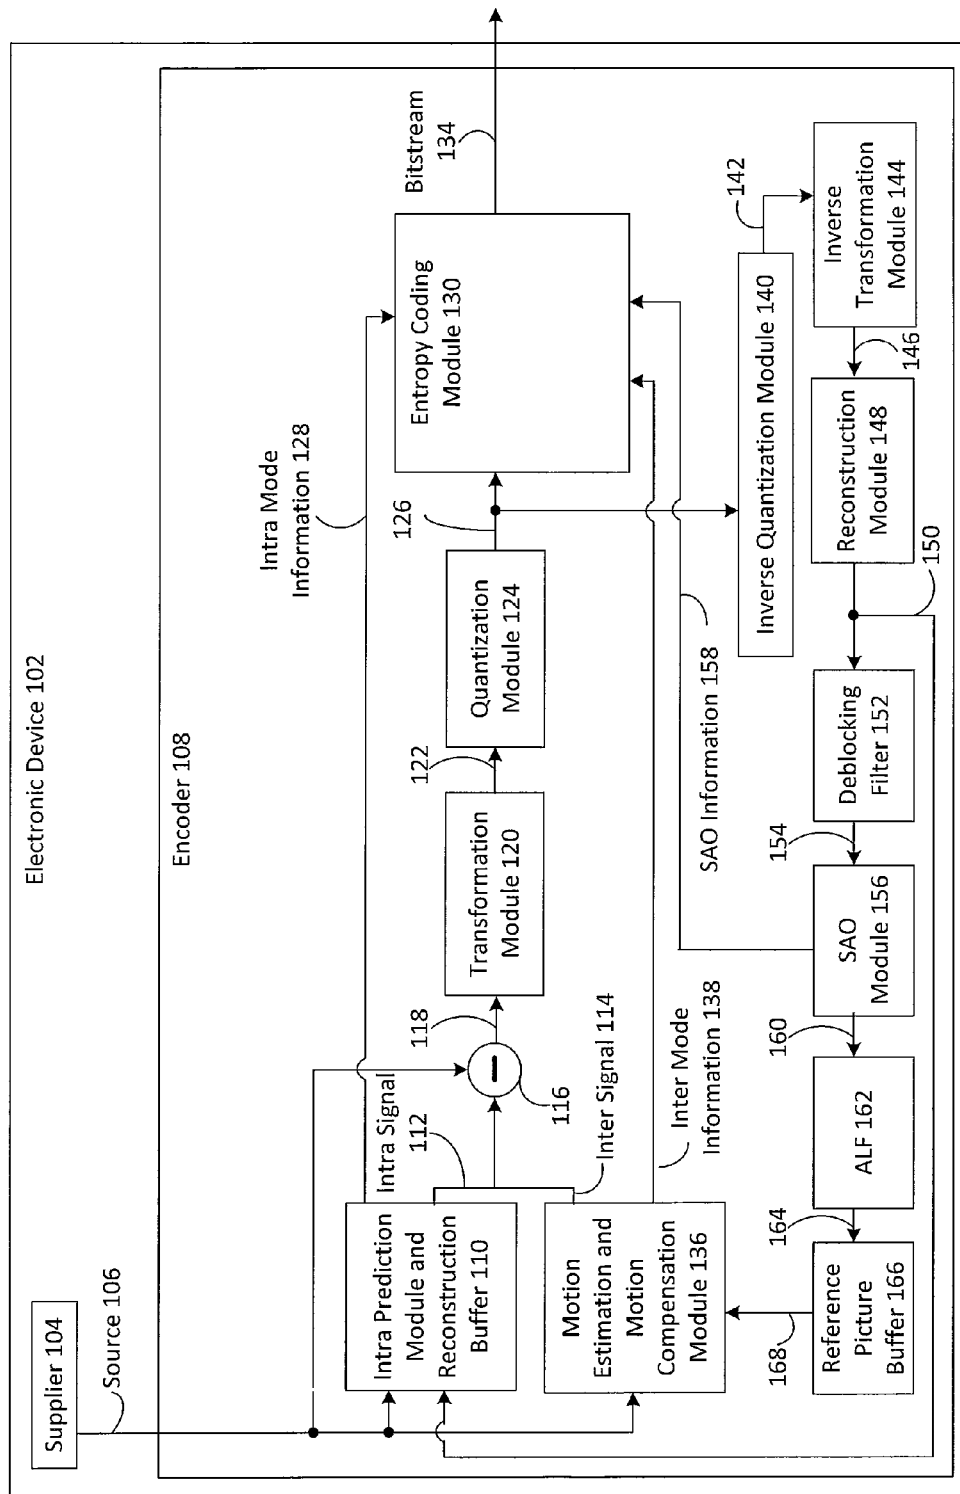 Electronic Device 102
Supplier 104
Source 106
Encoder 108
Intra Mode
Information 128
Bitstream
134
Intra Prediction
Module and
Reconstruction
Buffer 110
Intra Signal
112
118
116
Transformation
Module 120
122
Quantization
Module 124
126
Entropy Coding
Module 130
Inter Signal 114
Motion
Estimation and
Motion
Compensation
Module 136
Inter Mode
Information 138
SAO Information 158
Inverse Quantization Module 140
142
168
Reference
Picture
Buffer 166
164
ALF 162
160
SAO
Module 156
154
Deblocking
Filter 152
150
Reconstruction
Module 148
146
Inverse
Transformation
Module 144